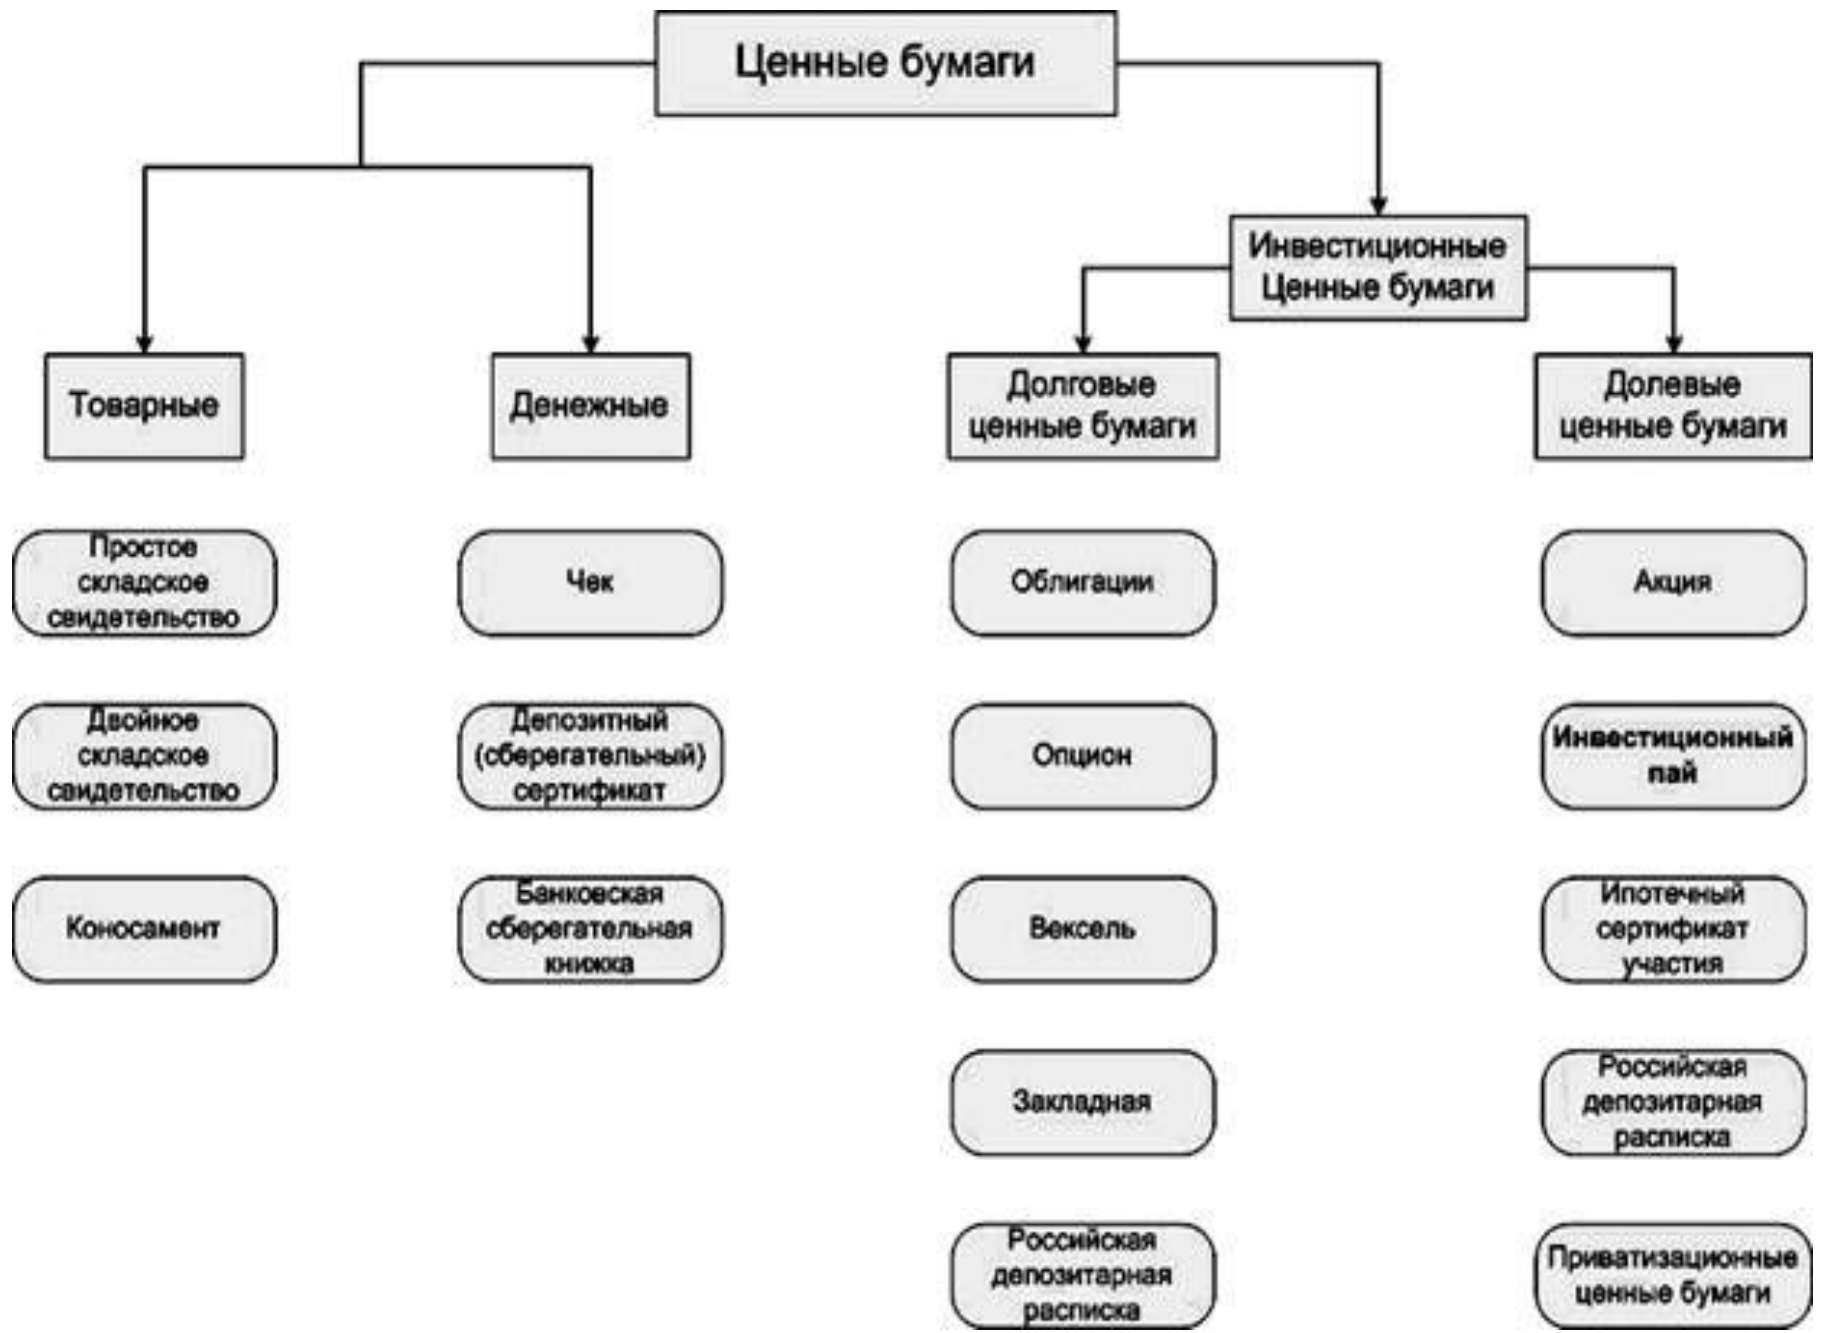 Ценные бумаги
Инвестиционные
Ценные бумаги
Товарные
Денежные
Долговые
ценные бумаги
Долевые
ценные бумаги
Простое
складское
свидетельство
Чек
Облигации
Акция
Двойное
складское
свидетельство
Депозитный
(сберегательный)
сертификат
Опцион
Инвестиционный
пай
Коносамент
Банковская
сберегательная
книжка
Вексель
Ипотечный
сертификат
участия
Закладная
Российская
депозитарная
расписка
Российская
депозитарная
расписка
Приватизационные
ценные бумаги